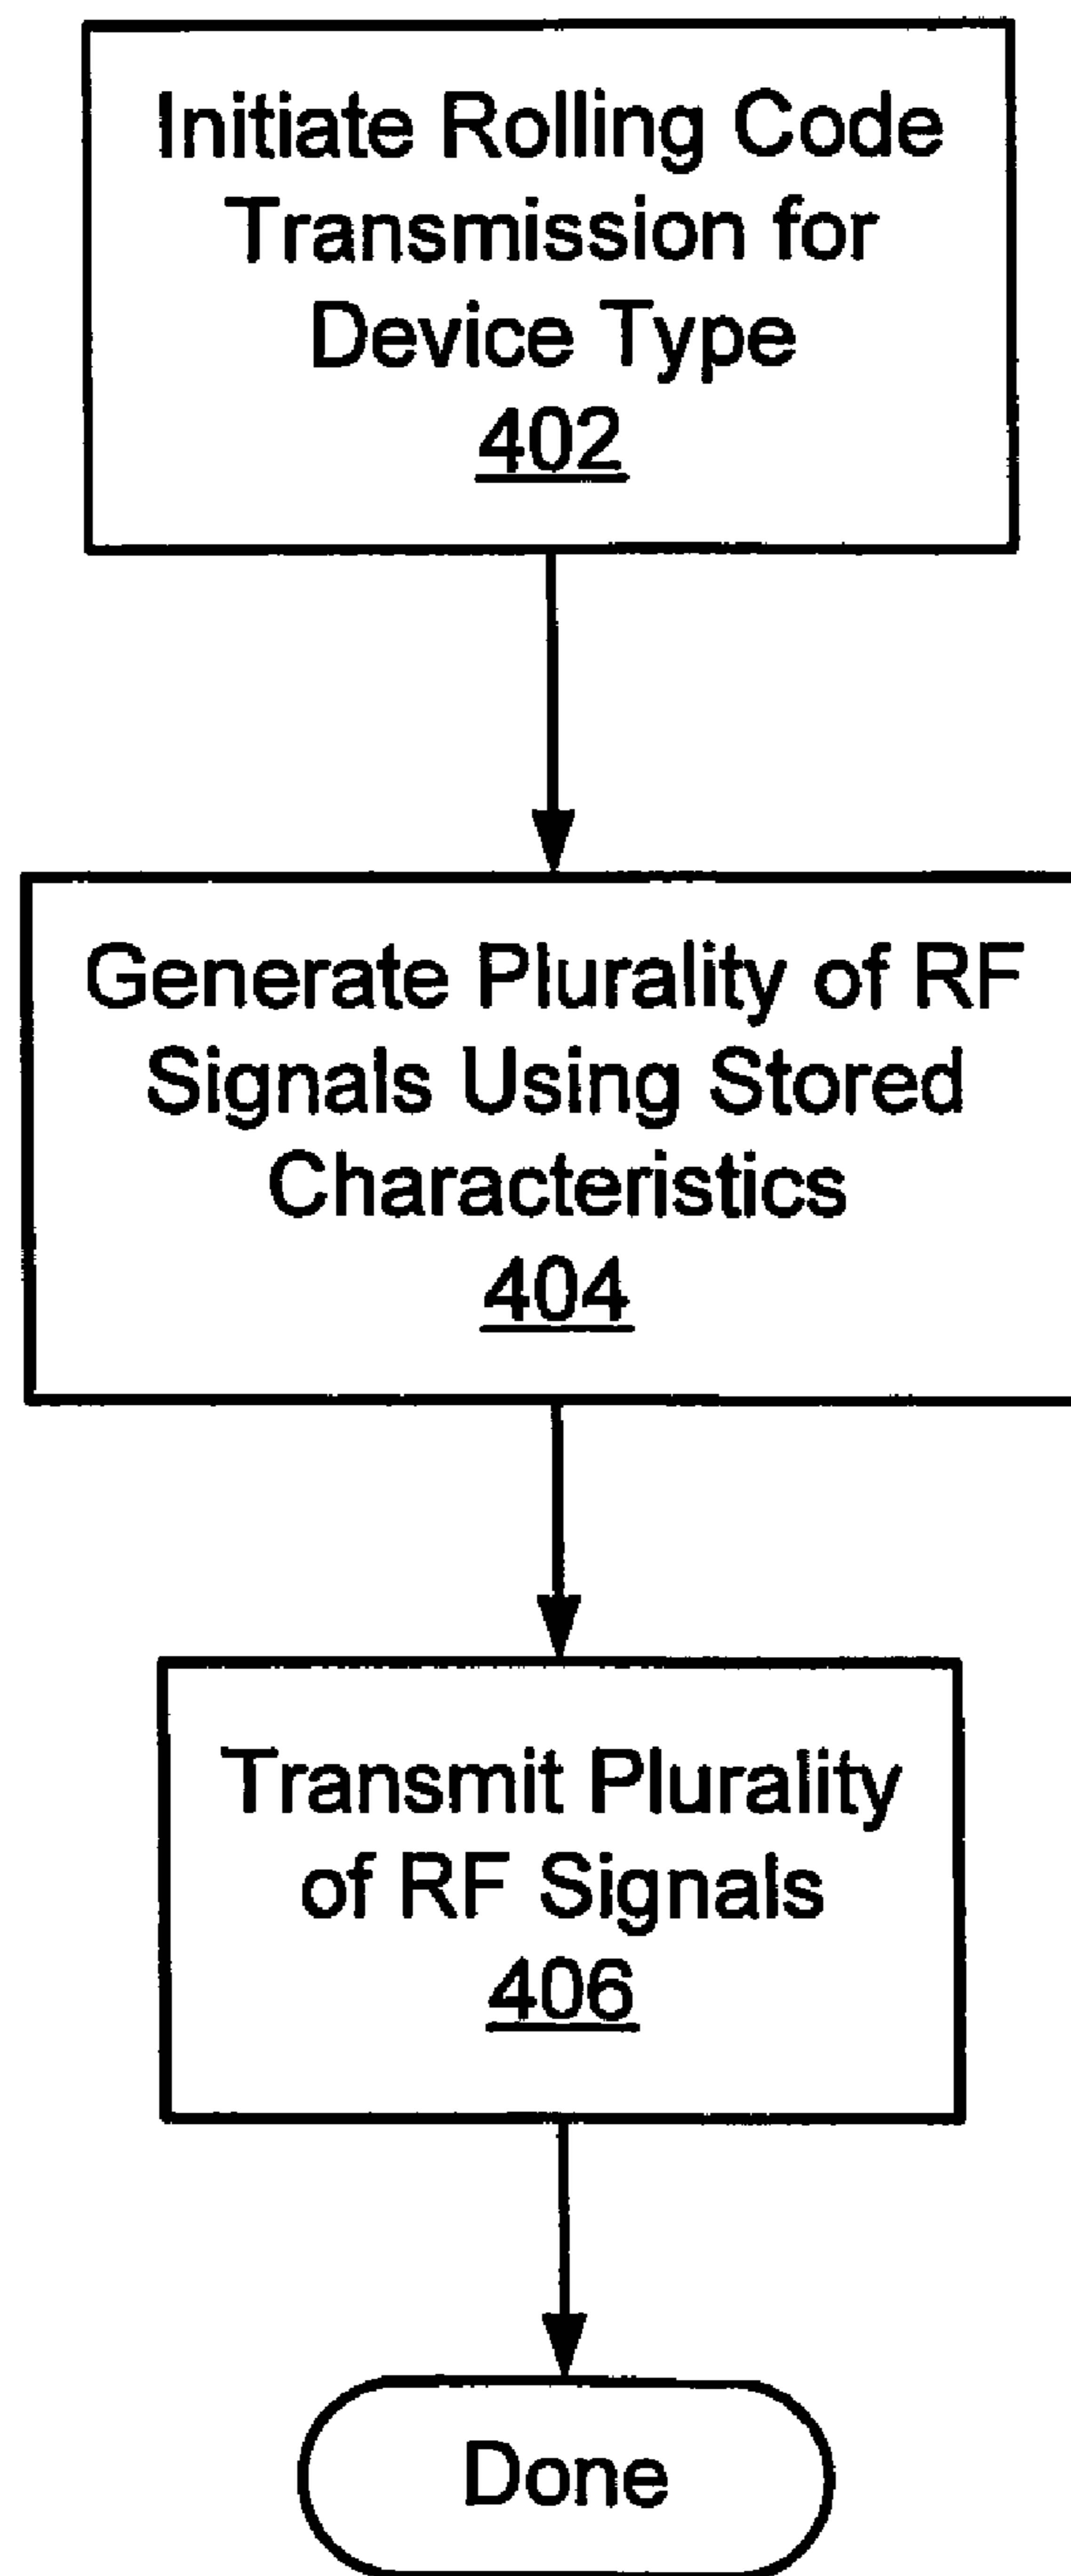 Initiate Rolling Code
Transmission for
Device Type
402
Generate Plurality of RF
Signals Using Stored
Characteristics
404
Transmit Plurality
of RF Signals
406
Done